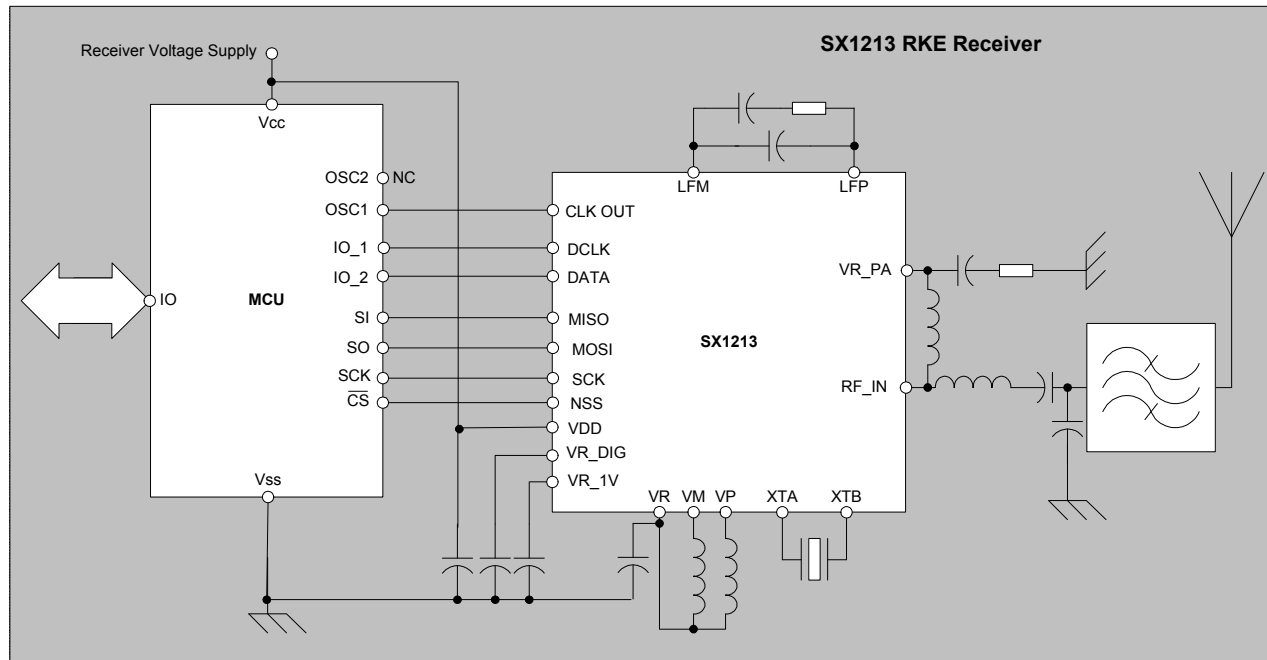 SX1213 RKE Receiver
Receiver Voltage Supply
Vcc
OSC2
NC
OSC1
IO_1
IO_2
IO
MCU
SI
SO
SCK
CS
Vss
LFM
LFP
CLK OUT
DCLK
DATA
MISO
MOSI
SCK
NSS
VDD
VR_DIG
VR_1V
SX1213
VR_PA
RF_IN
VR
VM
VP
XTA
XTB